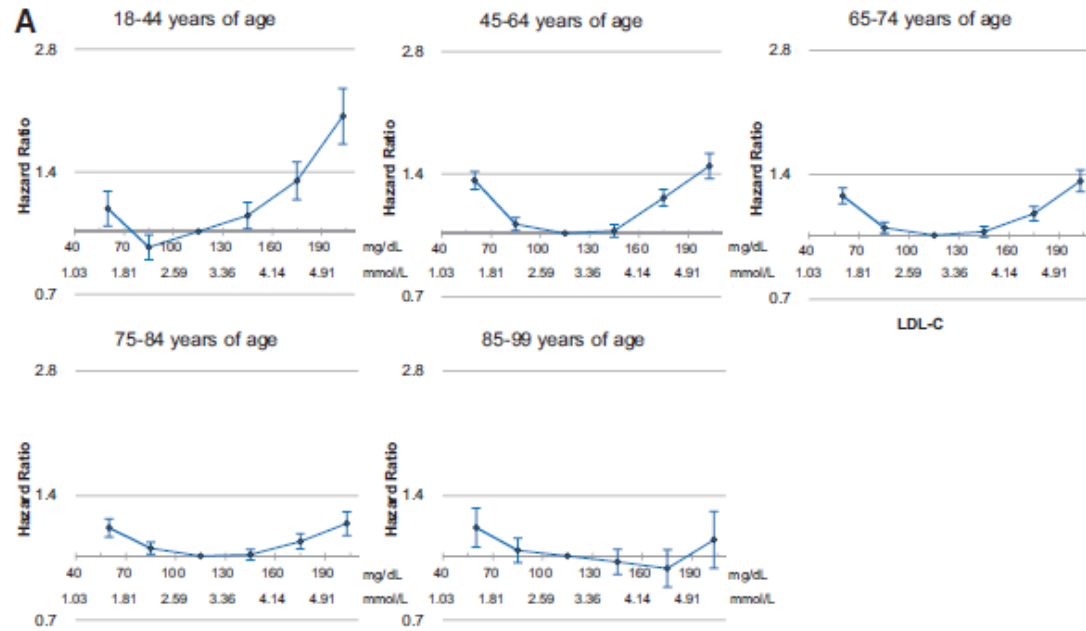 A
18-44 years of age
2.8
Hazard Ratio
1.4
40 70 100 160 190 mg/dL
1.03 1.81 2.59 3.36 4.14 4.91 mmol/L
0.7
45-64 years of age
2.8
Hazard Ratio
1.4
40 70 100 160 190 mg/dL
1.03 1.81 2.59 3.36 4.14 4.91 mmol/L
0.7
65-74 years of age
2.8
Hazard Ratio
1.4
40 70 100 130 160 190 mg/dL
1.03 1.81 2.59 3.36 4.14 4.91 mmol/L
0.7
LDL-C
75-84 years of age
2.8
Hazard Ratio
1.4
40 70 100 130 160 190 mg/dL
1.03 1.81 2.59 3.36 4.14 4.91 mmol/L
0.7
85-99 years of age
2.8
Hazard Ratio
1.4
40 70 100 130 160 190 mg/dL
1.03 1.81 2.59 3.36 4.14 4.91 mmol/L
0.7